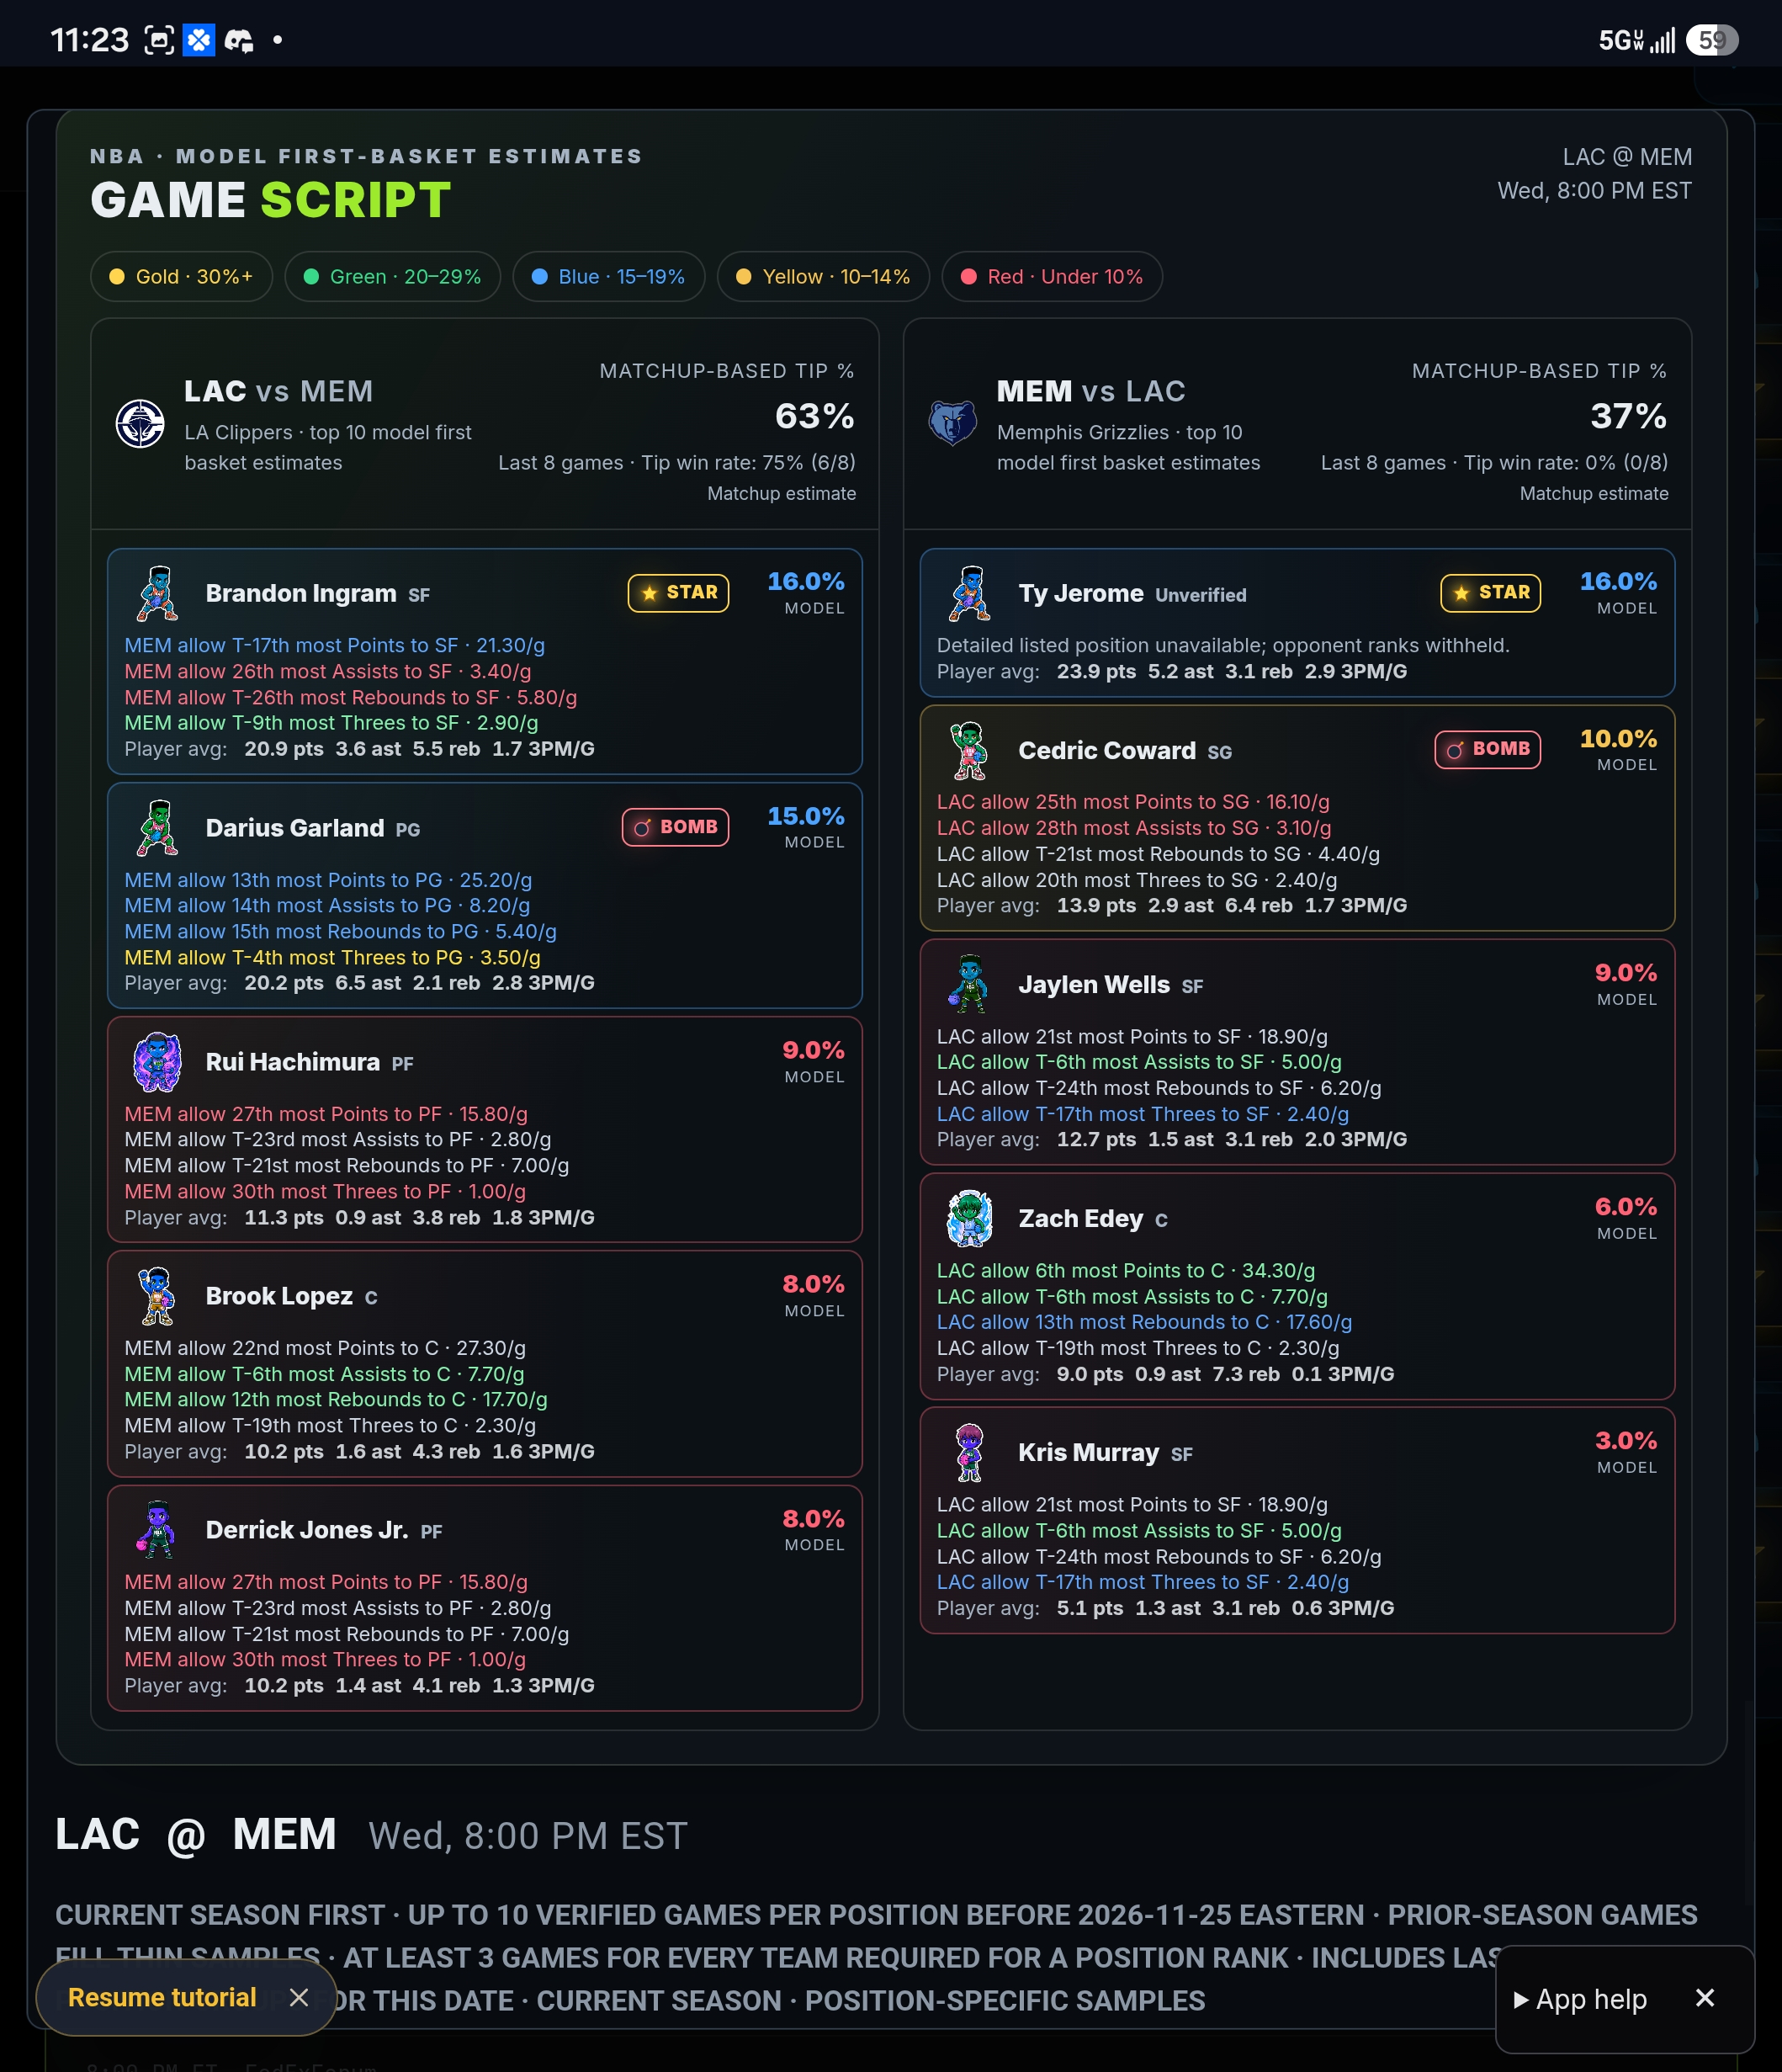 11:23
5G UW
59
NBA · MODEL FIRST-BASKET ESTIMATES
GAME SCRIPT
LAC @ MEM
Wed, 8:00 PM EST
Gold · 30%+
Green · 20–29%
Blue · 15–19%
Yellow · 10–14%
Red · Under 10%
LAC vs MEM
LA Clippers · top 10 model first
basket estimates
MATCHUP-BASED TIP %
63%
Last 8 games · Tip win rate: 75% (6/8)
Matchup estimate
Brandon Ingram SF
STAR
16.0%
MODEL
MEM allow T-17th most Points to SF · 21.30/g
MEM allow 26th most Assists to SF · 3.40/g
MEM allow T-26th most Rebounds to SF · 5.80/g
MEM allow T-9th most Threes to SF · 2.90/g
Player avg: 20.9 pts 3.6 ast 5.5 reb 1.7 3PM/G
Darius Garland PG
BOMB
15.0%
MODEL
MEM allow 13th most Points to PG · 25.20/g
MEM allow 14th most Assists to PG · 8.20/g
MEM allow 15th most Rebounds to PG · 5.40/g
MEM allow T-4th most Threes to PG · 3.50/g
Player avg: 20.2 pts 6.5 ast 2.1 reb 2.8 3PM/G
Rui Hachimura PF
9.0%
MODEL
MEM allow 27th most Points to PF · 15.80/g
MEM allow T-23rd most Assists to PF · 2.80/g
MEM allow T-21st most Rebounds to PF · 7.00/g
MEM allow 30th most Threes to PF · 1.00/g
Player avg: 11.3 pts 0.9 ast 3.8 reb 1.8 3PM/G
Brook Lopez C
8.0%
MODEL
MEM allow 22nd most Points to C · 27.30/g
MEM allow T-6th most Assists to C · 7.70/g
MEM allow 12th most Rebounds to C · 17.70/g
MEM allow T-19th most Threes to C · 2.30/g
Player avg: 10.2 pts 1.6 ast 4.3 reb 1.6 3PM/G
Derrick Jones Jr. PF
8.0%
MODEL
MEM allow 27th most Points to PF · 15.80/g
MEM allow T-23rd most Assists to PF · 2.80/g
MEM allow T-21st most Rebounds to PF · 7.00/g
MEM allow 30th most Threes to PF · 1.00/g
Player avg: 10.2 pts 1.4 ast 4.1 reb 1.3 3PM/G
MEM vs LAC
Memphis Grizzlies · top 10
model first basket estimates
MATCHUP-BASED TIP %
37%
Last 8 games · Tip win rate: 0% (0/8)
Matchup estimate
Ty Jerome Unverified
STAR
16.0%
MODEL
Detailed listed position unavailable; opponent ranks withheld.
Player avg: 23.9 pts 5.2 ast 3.1 reb 2.9 3PM/G
Cedric Coward SG
BOMB
10.0%
MODEL
LAC allow 25th most Points to SG · 16.10/g
LAC allow 28th most Assists to SG · 3.10/g
LAC allow T-21st most Rebounds to SG · 4.40/g
LAC allow 20th most Threes to SG · 2.40/g
Player avg: 13.9 pts 2.9 ast 6.4 reb 1.7 3PM/G
Jaylen Wells SF
9.0%
MODEL
LAC allow 21st most Points to SF · 18.90/g
LAC allow T-6th most Assists to SF · 5.00/g
LAC allow T-24th most Rebounds to SF · 6.20/g
LAC allow T-17th most Threes to SF · 2.40/g
Player avg: 12.7 pts 1.5 ast 3.1 reb 2.0 3PM/G
Zach Edey C
6.0%
MODEL
LAC allow 6th most Points to C · 34.30/g
LAC allow T-6th most Assists to C · 7.70/g
LAC allow 13th most Rebounds to C · 17.60/g
LAC allow T-19th most Threes to C · 2.30/g
Player avg: 9.0 pts 0.9 ast 7.3 reb 0.1 3PM/G
Kris Murray SF
3.0%
MODEL
LAC allow 21st most Points to SF · 18.90/g
LAC allow T-6th most Assists to SF · 5.00/g
LAC allow T-24th most Rebounds to SF · 6.20/g
LAC allow T-17th most Threes to SF · 2.40/g
Player avg: 5.1 pts 1.3 ast 3.1 reb 0.6 3PM/G
LAC @ MEM Wed, 8:00 PM EST
CURRENT SEASON FIRST · UP TO 10 VERIFIED GAMES PER POSITION BEFORE 2026-11-25 EASTERN · PRIOR-SEASON GAMES
FILL THIN SAMPLES · AT LEAST 3 GAMES FOR EVERY TEAM REQUIRED FOR A POSITION RANK · INCLUDES
FOR THIS DATE · CURRENT SEASON · POSITION-SPECIFIC SAMPLES
Resume tutorial
App help